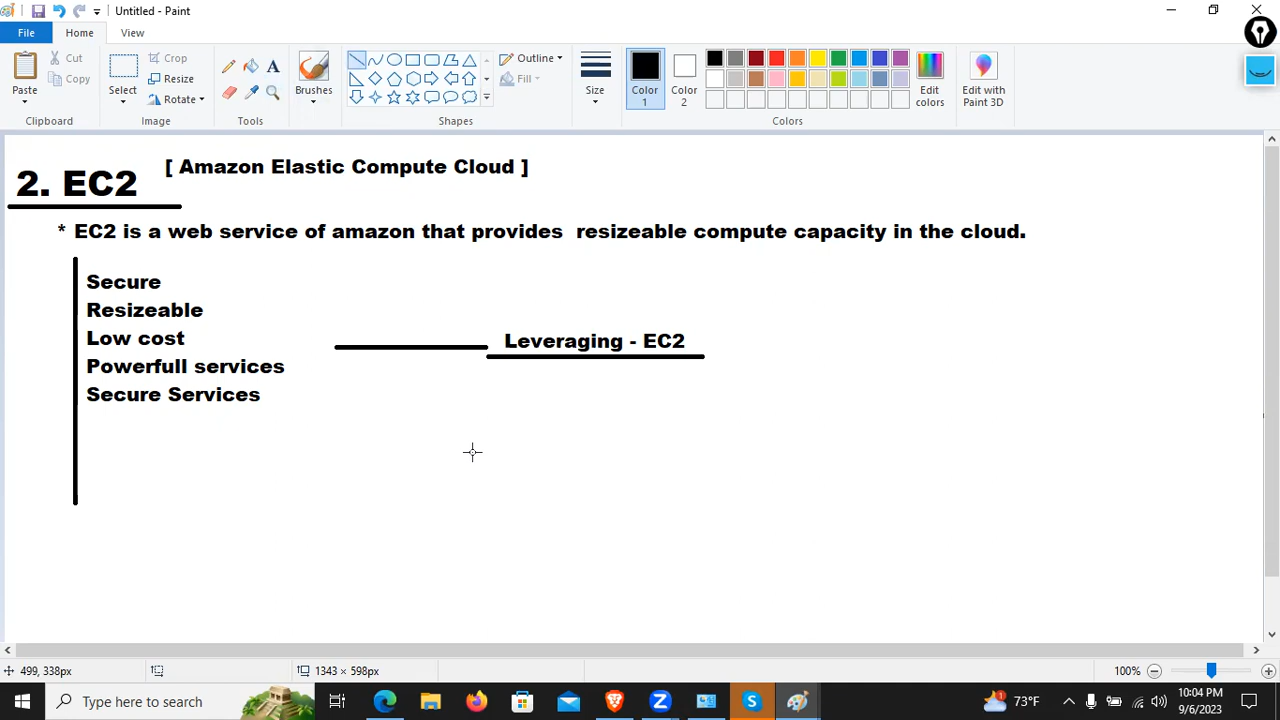 Untitled - Paint
File Home View
Paste
Cut
Copy
Clipboard
Select
Crop
Resize
Rotate
Image
Tools
Brushes
Shapes
Outline
Fill
Size
Color 1
Color 2
Colors
Edit colors
Edit with Paint 3D
2. EC2 [ Amazon Elastic Compute Cloud ]
* EC2 is a web service of amazon that provides resizeable compute capacity in the cloud.
Secure
Resizeable
Low cost
Powerfull services
Secure Services
Leveraging - EC2
499, 338px
1343 × 598px
100%
Type here to search
73°F
10:04 PM
9/6/2023